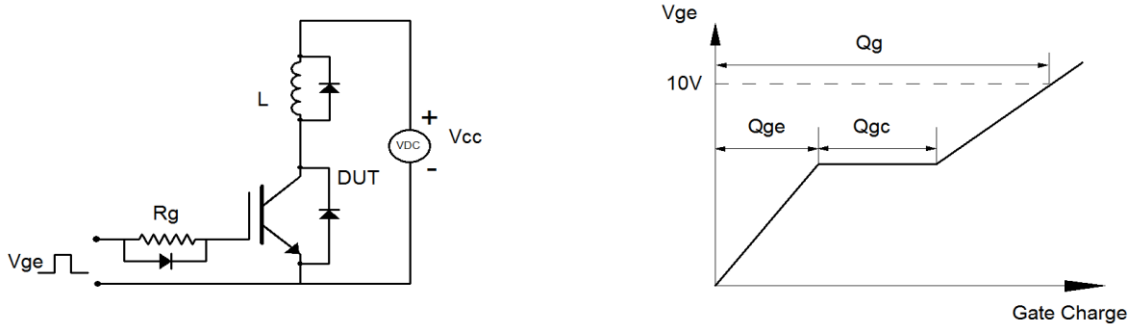 L
VDC
+
-
Vcc
DUT
Rg
Vge
Vge
Qg
10V
Qge
Qgc
Gate Charge